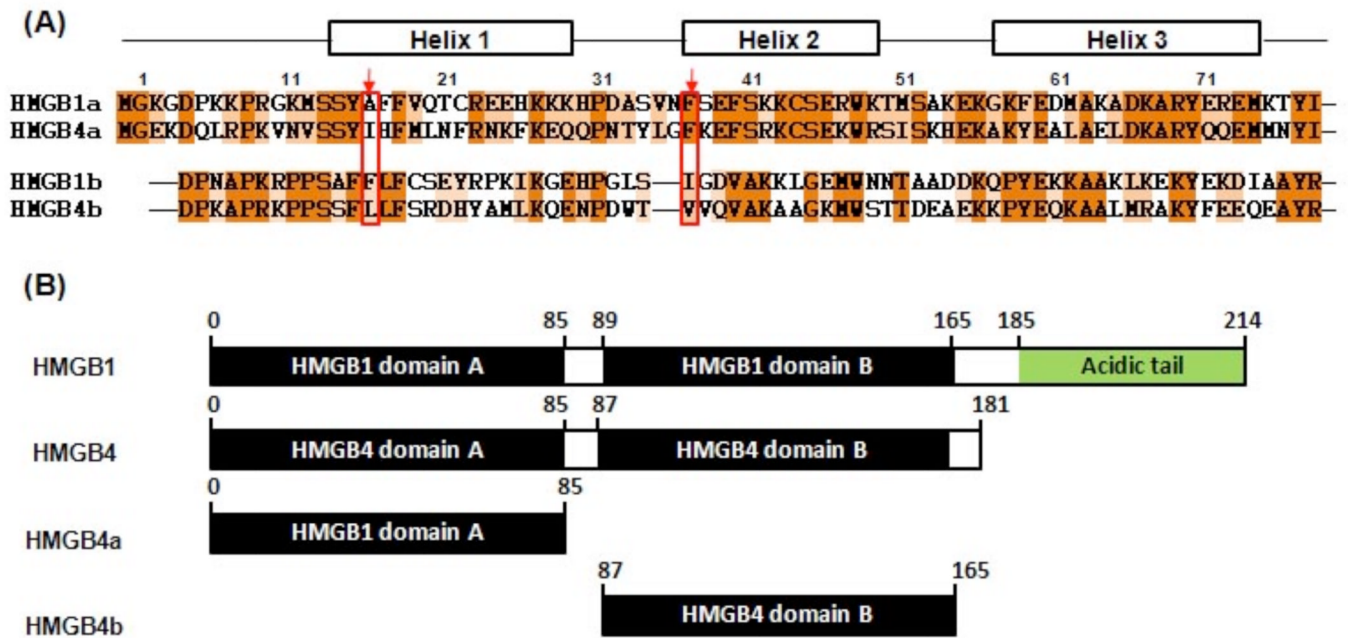 (A)
Helix 1 Helix 2 Helix 3
1 11 21 31 41 51 61 71
HMGB1a MGKGDPKKPRGKMSSYAFFVQTCREEHKKKHPDASVNFSEFSKKCSERWKTMSAKEKGKFEDMAKADKARYEREMKTYI–
HMGB4a MGEKDQLRPKVNVSSYIHFMLNFRNKFKEQQPNTYLGFKEFSRKCSEKWRSISKHEKAKYEALAELDKARYQQEMMNYI–
HMGB1b —DPNAPKRPPSAFFLFCSEYRPKIKGEHPGLS—IGDVAKKLGEMWNNTAADDKQPYEKKAAKLKEKYEKDIAAYR–
HMGB4b —DPKAPRKPPSSFLLFSRDHYAMLKQENPDWT—VVQVAKAAGKMWSTTDEAEKKPYEQKAALMRAKYFEEQEAYR–
(B)
0 85 89 165 185 214
HMGB1 HMGB1 domain A HMGB1 domain B Acidic tail
0 85 87 181
HMGB4 HMGB4 domain A HMGB4 domain B
0 85
HMGB4a HMGB1 domain A
87 165
HMGB4b HMGB4 domain B